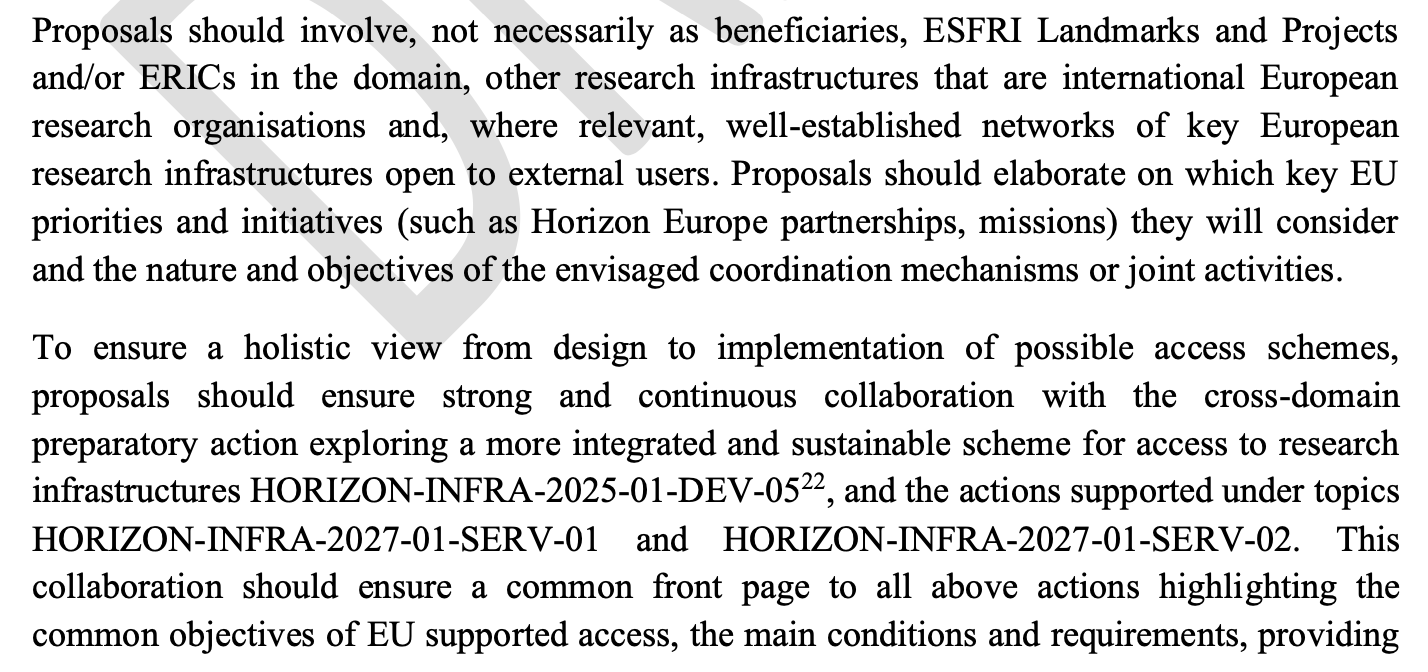 Proposals should involve, not necessarily as beneficiaries, ESFRI Landmarks and Projects
and/or ERICs in the domain, other research infrastructures that are international European
research organisations and, where relevant, well-established networks of key European
research infrastructures open to external users. Proposals should elaborate on which key EU
priorities and initiatives (such as Horizon Europe partnerships, missions) they will consider
and the nature and objectives of the envisaged coordination mechanisms or joint activities.
To ensure a holistic view from design to implementation of possible access schemes,
proposals should ensure strong and continuous collaboration with the cross-domain
preparatory action exploring a more integrated and sustainable scheme for access to research
infrastructures HORIZON-INFRA-2025-01-DEV-05²², and the actions supported under topics
HORIZON-INFRA-2027-01-SERV-01 and HORIZON-INFRA-2027-01-SERV-02. This
collaboration should ensure a common front page to all above actions highlighting the
common objectives of EU supported access, the main conditions and requirements, providing